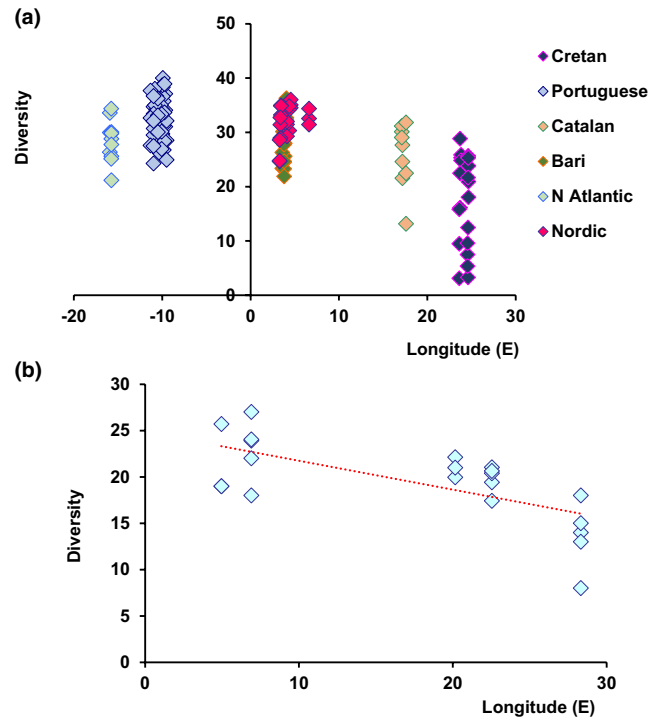 (a)
50
40
30
20
10
0
-20
-10
0
10
20
30
Diversity
Longitude (E)
Cretan
Portuguese
Catalan
Bari
N Atlantic
Nordic
(b)
30
25
20
15
10
5
0
0
10
20
30
Diversity
Longitude (E)